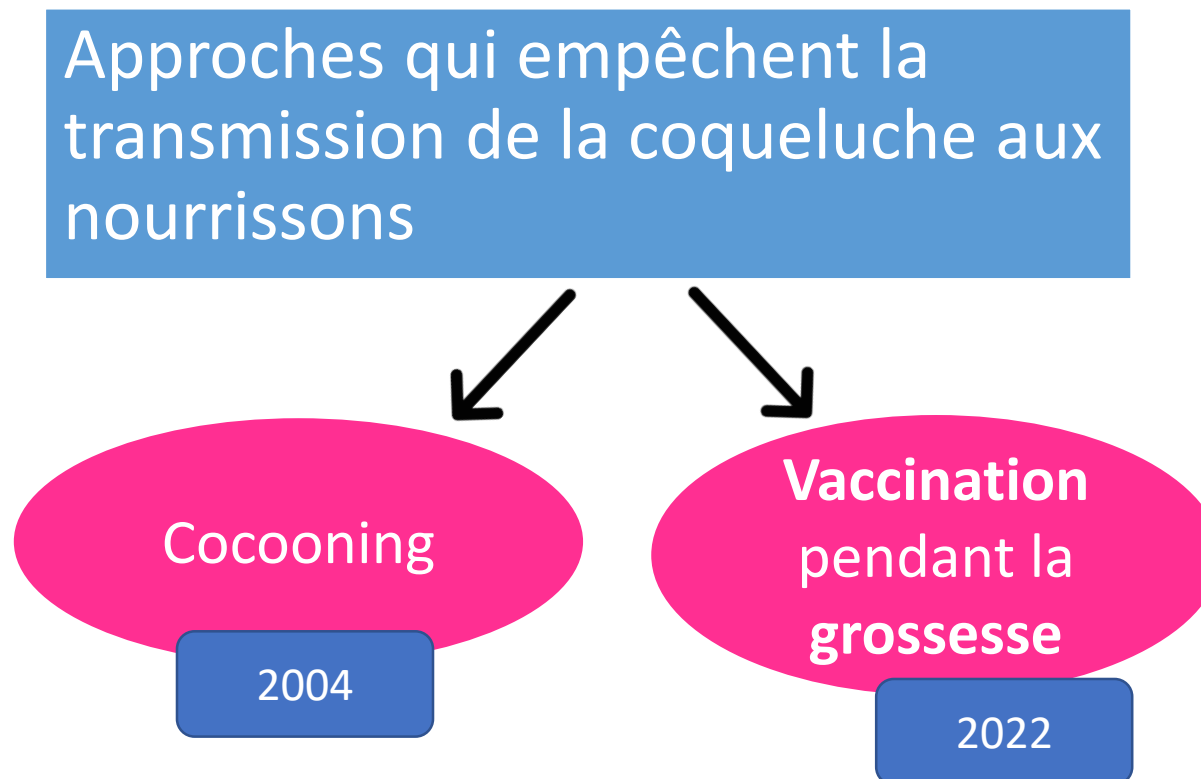 Approches qui empêchent la
transmission de la coqueluche aux
nourrissons
Cocooning
2004
Vaccination
pendant la
grossesse
2022